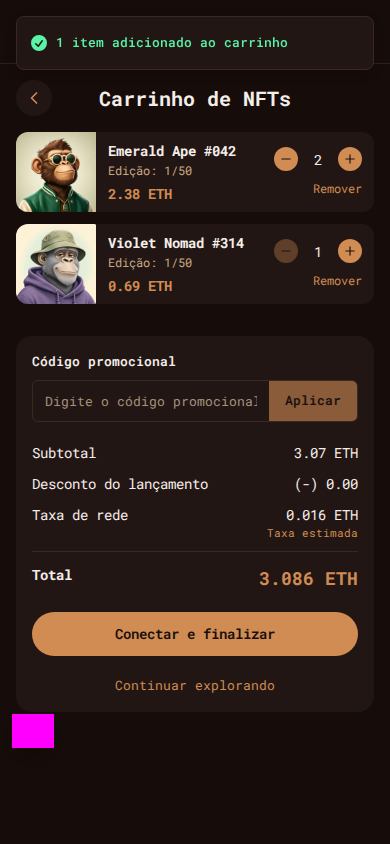 1 item adicionado ao carrinho
Carrinho de NFTs
Emerald Ape #042
Edição: 1/50
2.38 ETH
2
Remover
Violet Nomad #314
Edição: 1/50
0.69 ETH
1
Remover
Código promocional
Digite o código promocional
Aplicar
Subtotal 3.07 ETH
Desconto do lançamento (-) 0.00
Taxa de rede 0.016 ETH
Taxa estimada
Total 3.086 ETH
Conectar e finalizar
Continuar explorando